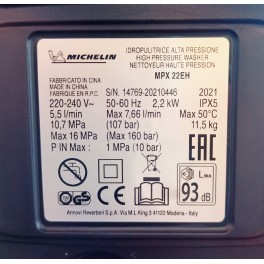 MICHELIN
IDROPULITRICE ALTA PRESSIONE
HIGH PRESSURE WASHER
NETTOYEUR HAUTE PRESSION
MPX 22EH
FABBRICATO IN CINA
MADE IN CHINA
FABRIQUE EN R.P.C.
S/N. 14769-20210446 2021
220-240 V~ 50-60 Hz 2,2 kW IPX5
5,5 l/min Max 7,66 l/min Max 50°C
10,7 MPa (107 bar) 11,5 kg
Max 16 MPa (Max 160 bar)
P IN Max : 1 MPa (10 bar)
EAC
CE
GS
LWA
93 dB
Annovi Reverberi S.p.A. Via M.L King 3 41122 Modena - Italy